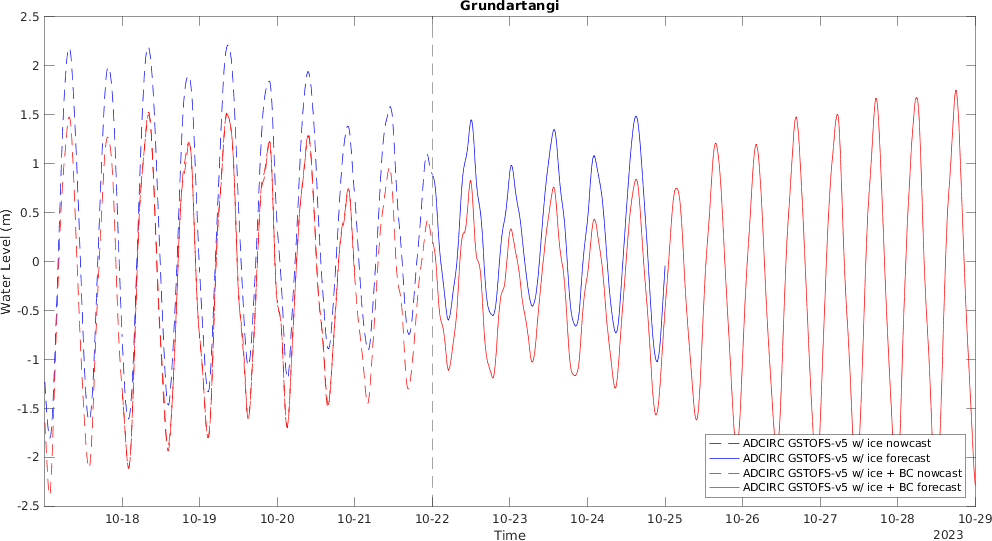 Grundartangi
2.5
2
1.5
1
0.5
0
-0.5
-1
-1.5
-2
-2.5
Water Level (m)
10-18 10-19 10-20 10-21 10-22 10-23 10-24 10-25 10-26 10-27 10-28 10-29
Time
2023
ADCIRC GSTOFS-v5 w/ ice nowcast
ADCIRC GSTOFS-v5 w/ ice forecast
ADCIRC GSTOFS-v5 w/ ice + BC nowcast
ADCIRC GSTOFS-v5 w/ ice + BC forecast